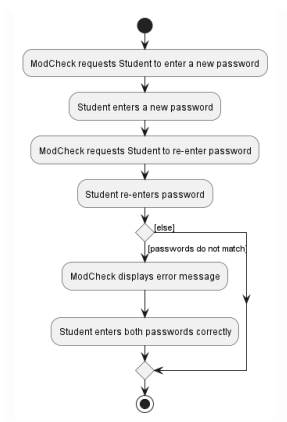 ModCheck requests Student to enter a new password
Student enters a new password
ModCheck requests Student to re-enter password
Student re-enters password
[else]
[passwords do not match]
ModCheck displays error message
Student enters both passwords correctly